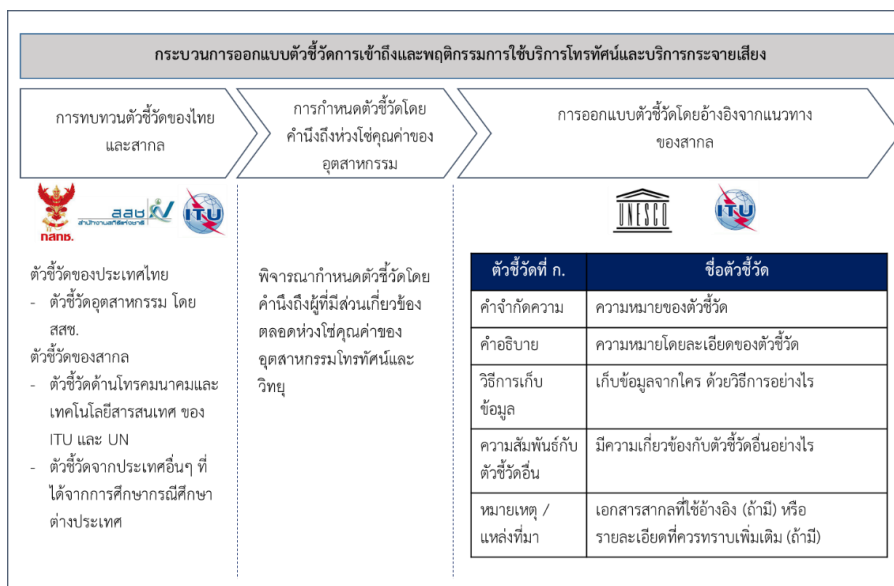 กระบวนการออกแบบตัวชี้วัดการเข้าถึงและพฤติกรรมการใช้บริการโทรทัศน์และบริการกระจายเสียง
การทบทวนตัวชี้วัดของไทย
และสากล
การกำหนดตัวชี้วัดโดย
คำนึงถึงห่วงโซ่คุณค่าของ
อุตสาหกรรม
การออกแบบตัวชี้วัดโดยอ้างอิงจากแนวทาง
ของสากล
กสทช.
สสช
สำนักงานสถิติแห่งชาติ
ITU
ตัวชี้วัดของประเทศไทย
- ตัวชี้วัดอุตสาหกรรม โดย
สสช.
ตัวชี้วัดของสากล
- ตัวชี้วัดด้านโทรคมนาคมและ
เทคโนโลยีสารสนเทศ ของ
ITU และ UN
- ตัวชี้วัดจากประเทศอื่นๆ ที่
ได้จากการศึกษากรณีศึกษา
ต่างประเทศ
พิจารณากำหนดตัวชี้วัดโดย
คำนึงถึงผู้ที่มีส่วนเกี่ยวข้อง
ตลอดห่วงโซ่คุณค่าของ
อุตสาหกรรมโทรทัศน์และ
วิทยุ
UNESCO
ITU
ตัวชี้วัดที่ ก. ชื่อตัวชี้วัด
คำจำกัดความ ความหมายของตัวชี้วัด
คำอธิบาย ความหมายโดยละเอียดของตัวชี้วัด
วิธีการเก็บ เก็บข้อมูลจากใคร ด้วยวิธีการอย่างไร
ข้อมูล
ความสัมพันธ์กับ มีความเกี่ยวข้องกับตัวชี้วัดอื่นอย่างไร
ตัวชี้วัดอื่น
หมายเหตุ / เอกสารสากลที่ใช้อ้างอิง (ถ้ามี) หรือ
แหล่งที่มา รายละเอียดที่ควรทราบเพิ่มเติม (ถ้ามี)